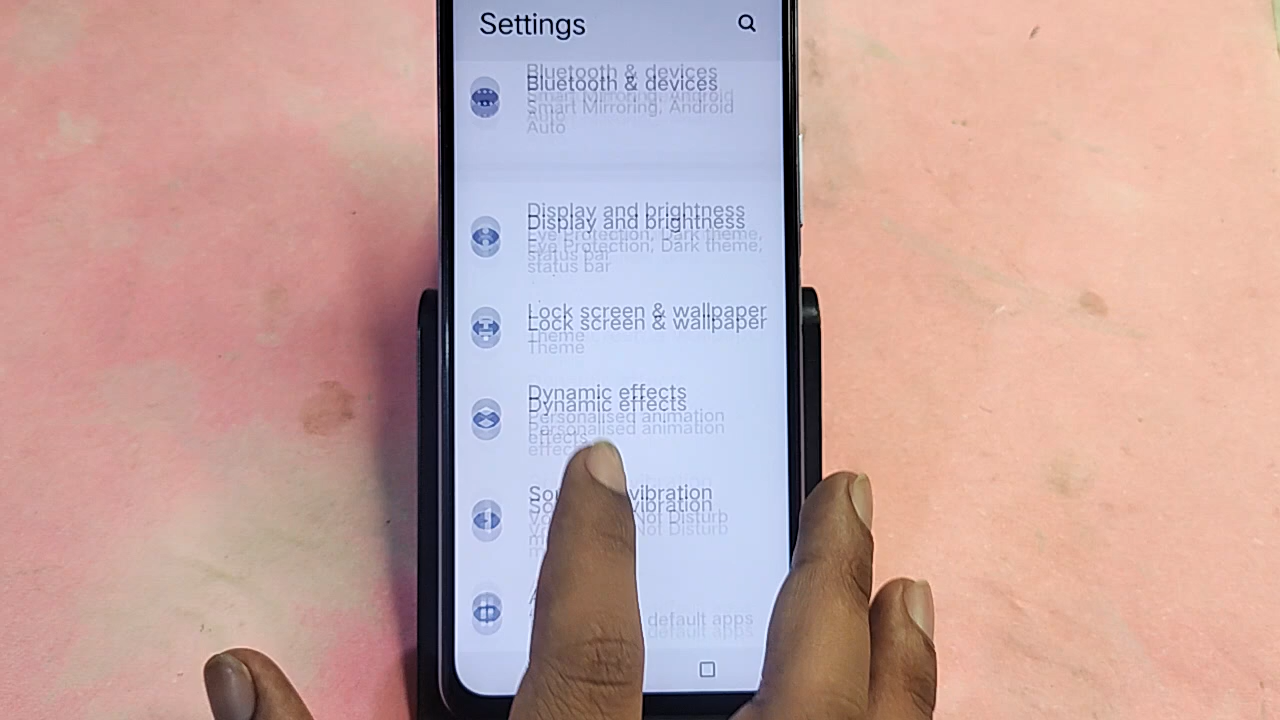 Settings
Bluetooth & devices
Smart Mirroring, Android
Auto
Display and brightness
Eye Protection, Dark theme,
status bar
Lock screen & wallpaper
Theme
Dynamic effects
Personalised animation
effects
vibration
Not Disturb
default apps